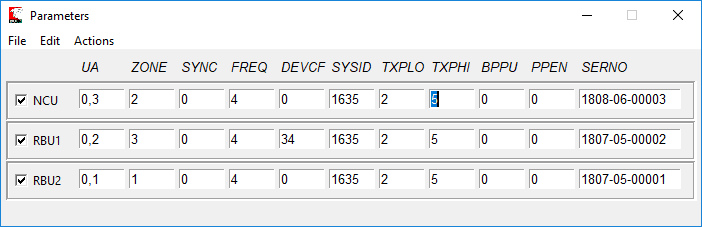 Parameters
File Edit Actions
UA ZONE SYNC FREQ DEVCF SYSID TXPLO TXPHI BPPU PPEN SERNO
NCU 0,3 2 0 4 0 1635 2 5 0 0 1808-06-00003
RBU1 0,2 3 0 4 34 1635 2 5 0 0 1807-05-00002
RBU2 0,1 1 0 4 0 1635 2 5 0 0 1807-05-00001